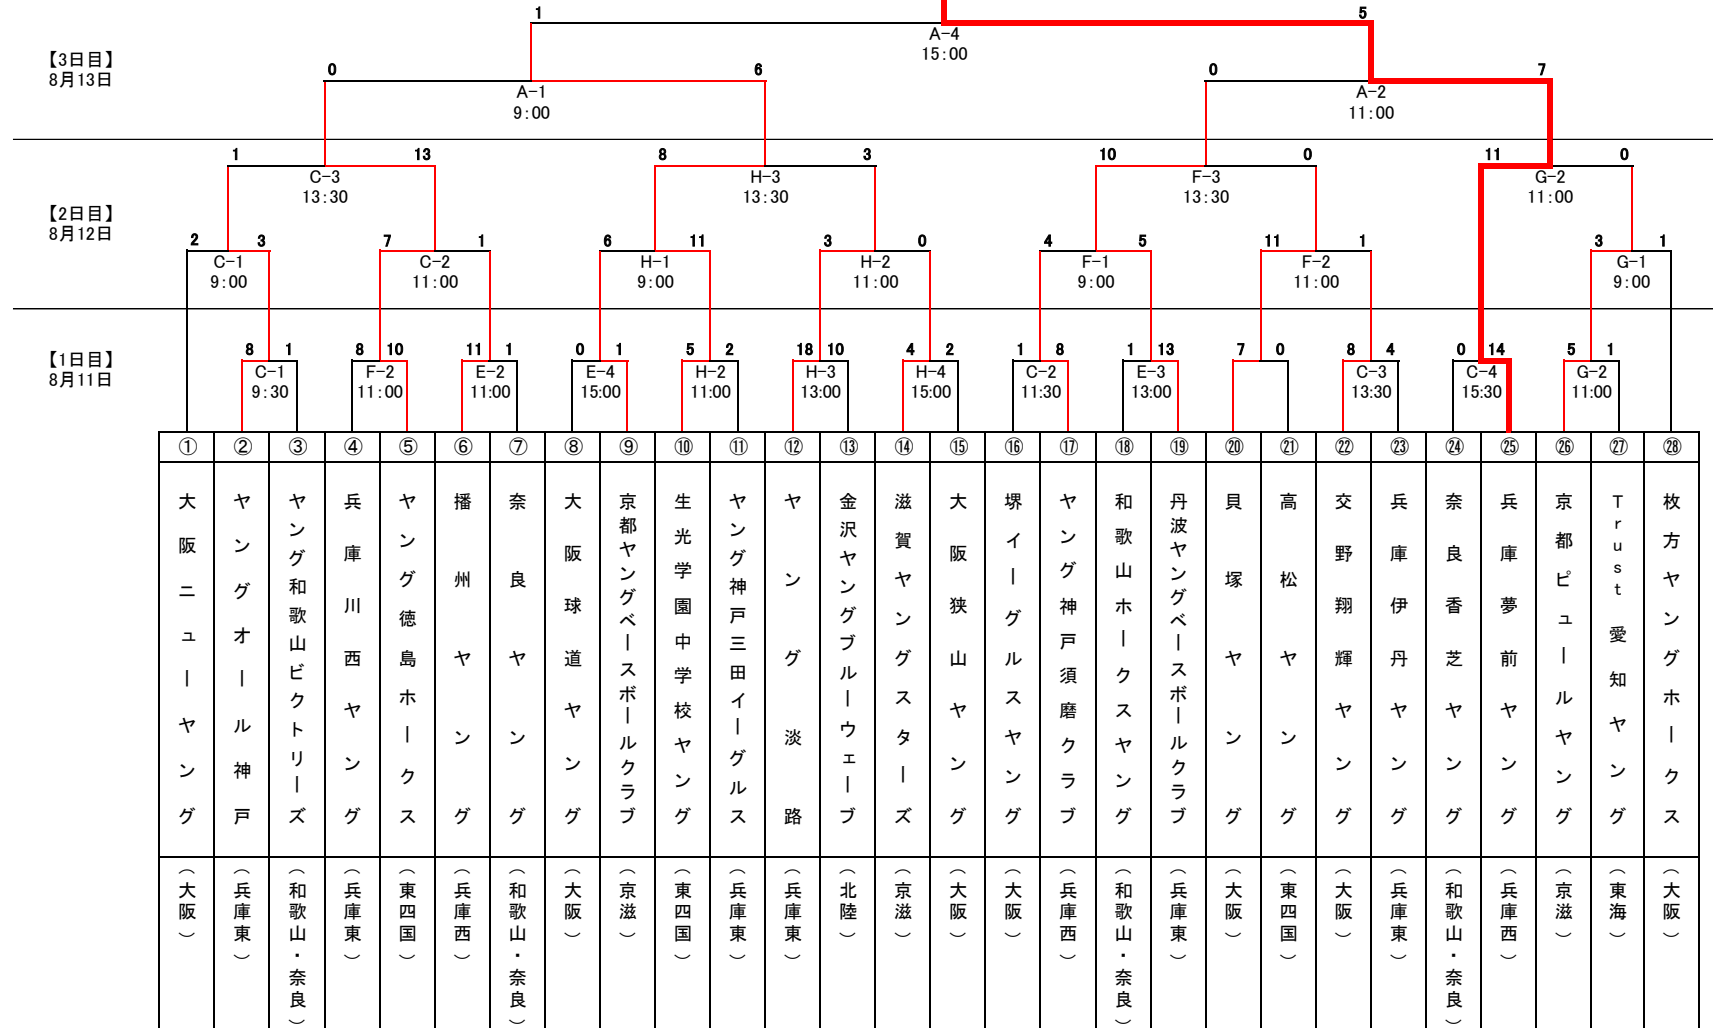 1 5
A-4
15:00
【3日目】
8月13日
0 6 0 7
A-1 A-2
9:00 11:00
1 13 8 3 10 0 11 0
C-3 H-3 F-3 G-2
13:30 13:30 13:30 11:00
【2日目】
8月12日
2 3 7 1 6 11 3 0 4 5 11 1 3 1
C-1 C-2 H-1 H-2 F-1 F-2 G-1
9:00 11:00 9:00 11:00 9:00 11:00 9:00
【1日目】
8月11日
8 1 8 10 11 1 0 1 5 2 18 10 4 2 1 8 1 13 7 0 8 4 0 14 5 1
C-1 F-2 E-2 E-4 H-2 H-3 H-4 C-2 E-3 C-3 C-4 G-2
9:30 11:00 11:00 15:00 11:00 13:00 15:00 11:30 13:00 13:30 15:30 11:00
① ② ③ ④ ⑤ ⑥ ⑦ ⑧ ⑨ ⑩ ⑪ ⑫ ⑬ ⑭ ⑮ ⑯ ⑰ ⑱ ⑲ ⑳ ㉑ ㉒ ㉓ ㉔ ㉕ ㉖ ㉗ ㉘
大阪ニューヤング
ヤングオール神戸
ヤング和歌山ビクトリーズ
兵庫川西ヤング
ヤング徳島ホークス
播州ヤング
奈良ヤング
大阪球道ヤング
京都ヤングベースボールクラブ
生光学園中学校ヤング
ヤング神戸三田イーグルス
ヤング淡路
金沢ヤングブルーウェーブ
滋賀ヤングスターズ
大阪狭山ヤング
堺イーグルスヤング
ヤング神戸須磨クラブ
和歌山ホークスヤング
丹波ヤングベースボールクラブ
貝塚ヤング
高松ヤング
交野翔輝ヤング
兵庫伊丹ヤング
奈良香芝ヤング
兵庫夢前ヤング
京都ピュールヤング
Trust愛知ヤング
枚方ヤングホークス
（大阪）
（兵庫東）
（和歌山・奈良）
（兵庫東）
（東四国）
（兵庫西）
（和歌山・奈良）
（大阪）
（京滋）
（東四国）
（兵庫東）
（兵庫東）
（北陸）
（京滋）
（大阪）
（大阪）
（兵庫西）
（和歌山・奈良）
（兵庫東）
（大阪）
（東四国）
（大阪）
（兵庫東）
（和歌山・奈良）
（兵庫西）
（京滋）
（東海）
（大阪）